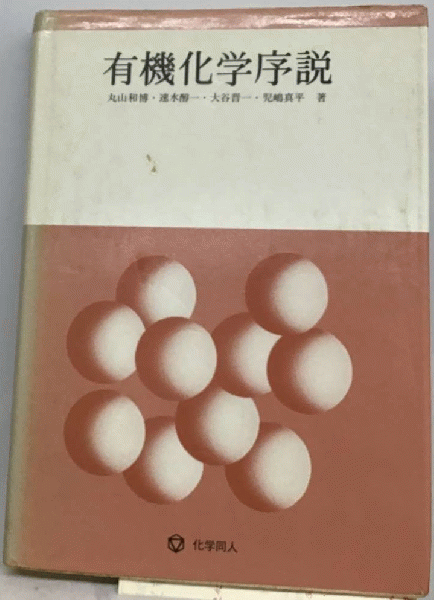 有機化学序説
丸山和博・速水醇一・大谷晋一・児嶋真平 著
化学同人